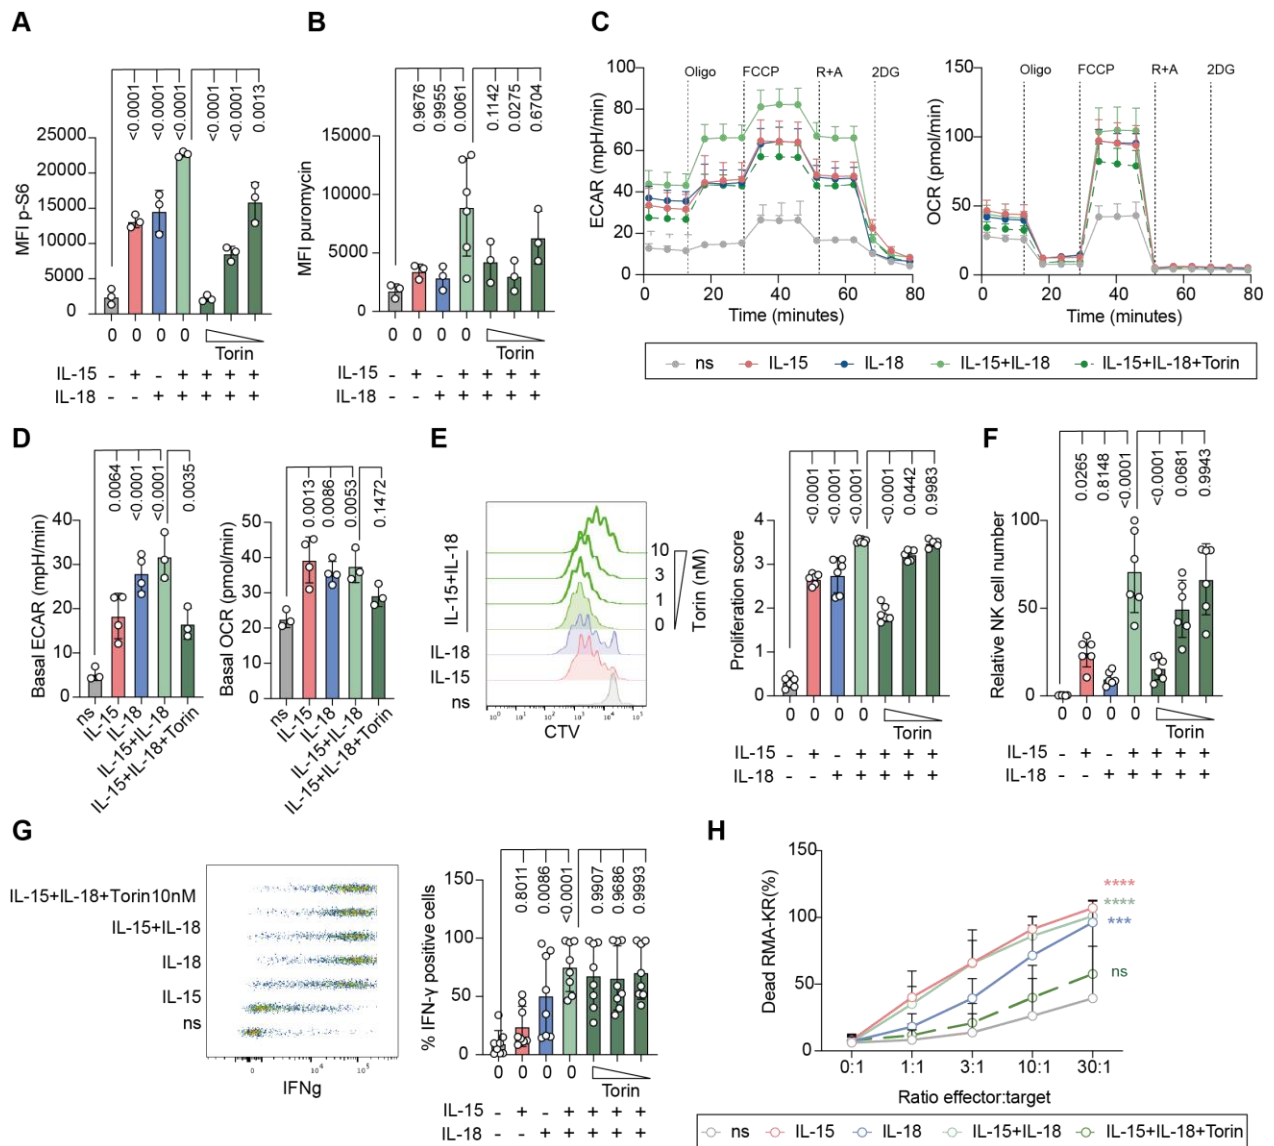 A
<0.0001
<0.0001
<0.0001
<0.0001
<0.0001
0.0013
MFI p-S6
25000
20000
15000
10000
5000
0
0 0 0 0
Torin
IL-15 - + - + + + +
IL-18 - - + + + + +
B
0.9676
0.9955
0.0061
0.1142
0.0275
0.6704
MFI puromycin
15000
10000
5000
0
0 0 0 0
Torin
IL-15 - + - + + + +
IL-18 - - + + + + +
C
Oligo FCCP R+A 2DG
ECAR (mpH/min)
100
80
60
40
20
0
0 20 40 60 80
Time (minutes)
Oligo FCCP R+A 2DG
OCR (pmol/min)
150
100
50
0
0 20 40 60 80
Time (minutes)
ns IL-15 IL-18 IL-15+IL-18 IL-15+IL-18+Torin
D
0.0064
<0.0001
<0.0001
0.0035
Basal ECAR (mpH/min)
40
30
20
10
0
ns
IL-15
IL-18
IL-15+IL-18
IL-15+IL-18+Torin
0.0013
0.0086
0.0053
0.1472
Basal OCR (pmol/min)
50
40
30
20
10
0
ns
IL-15
IL-18
IL-15+IL-18
IL-15+IL-18+Torin
E
IL-15+IL-18
IL-18
IL-15
ns
10
3
1
0
Torin (nM)
10⁰ 10¹ 10² 10³ 10⁴ 10⁵
CTV
<0.0001
<0.0001
<0.0001
<0.0001
0.0442
0.9983
Proliferation score
4
3
2
1
0
0 0 0 0
Torin
IL-15 - + - + + + +
IL-18 - - + + + + +
F
0.0265
0.8148
<0.0001
<0.0001
0.0681
0.9943
Relative NK cell number
100
50
0
0 0 0 0
Torin
IL-15 - + - + + + +
IL-18 - - + + + + +
G
IL-15+IL-18+Torin10nM
IL-15+IL-18
IL-18
IL-15
ns
10⁴ 10⁵
IFNg
0.8011
0.0086
<0.0001
0.9907
0.9686
0.9993
% IFN-γ positive cells
150
100
50
0
0 0 0 0
Torin
IL-15 - + - + + + +
IL-18 - - + + + + +
H
Dead RMA-KR(%)
150
100
50
0
****
****
***
ns
0:1 1:1 3:1 10:1 30:1
Ratio effector:target
ns IL-15 IL-18 IL-15+IL-18 IL-15+IL-18+Torin